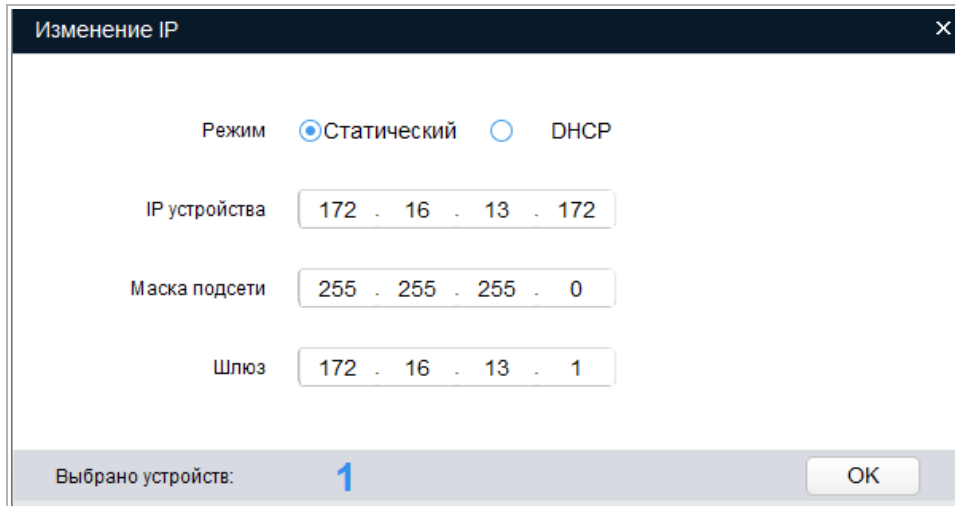 Изменение IP ×
Режим Статический DHCP
IP устройства 172 . 16 . 13 . 172
Маска подсети 255 . 255 . 255 . 0
Шлюз 172 . 16 . 13 . 1
Выбрано устройств: 1 OK